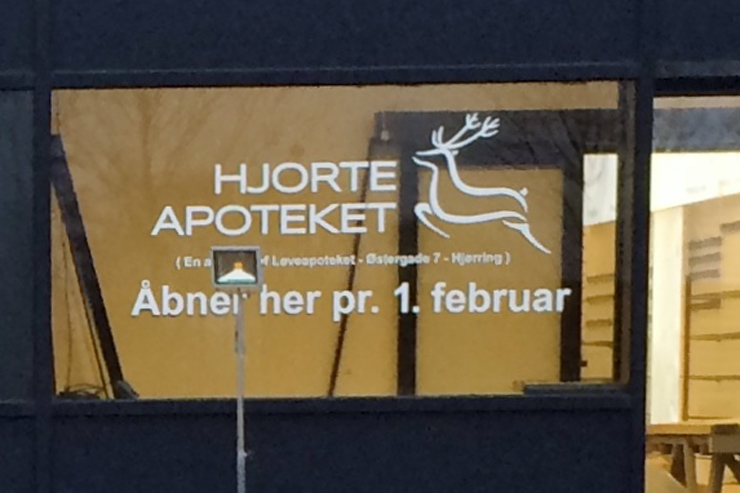 HJORTE
APOTEKET
( En Løveapoteket - Østergade 7 - Hjørring )
Åbner her pr. 1. februar